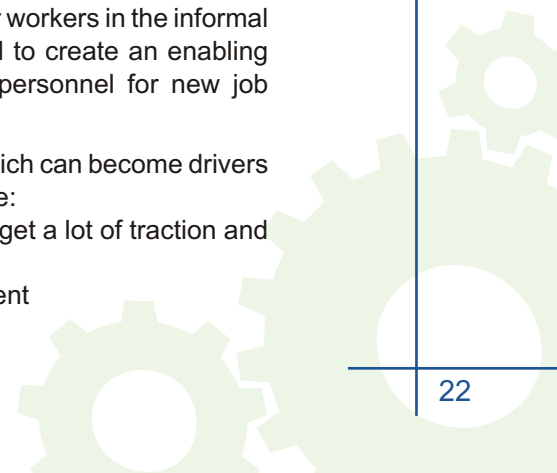 workers in the informal
to create an enabling
personnel for new job
ich can become drivers
e:
get a lot of traction and
ent
22